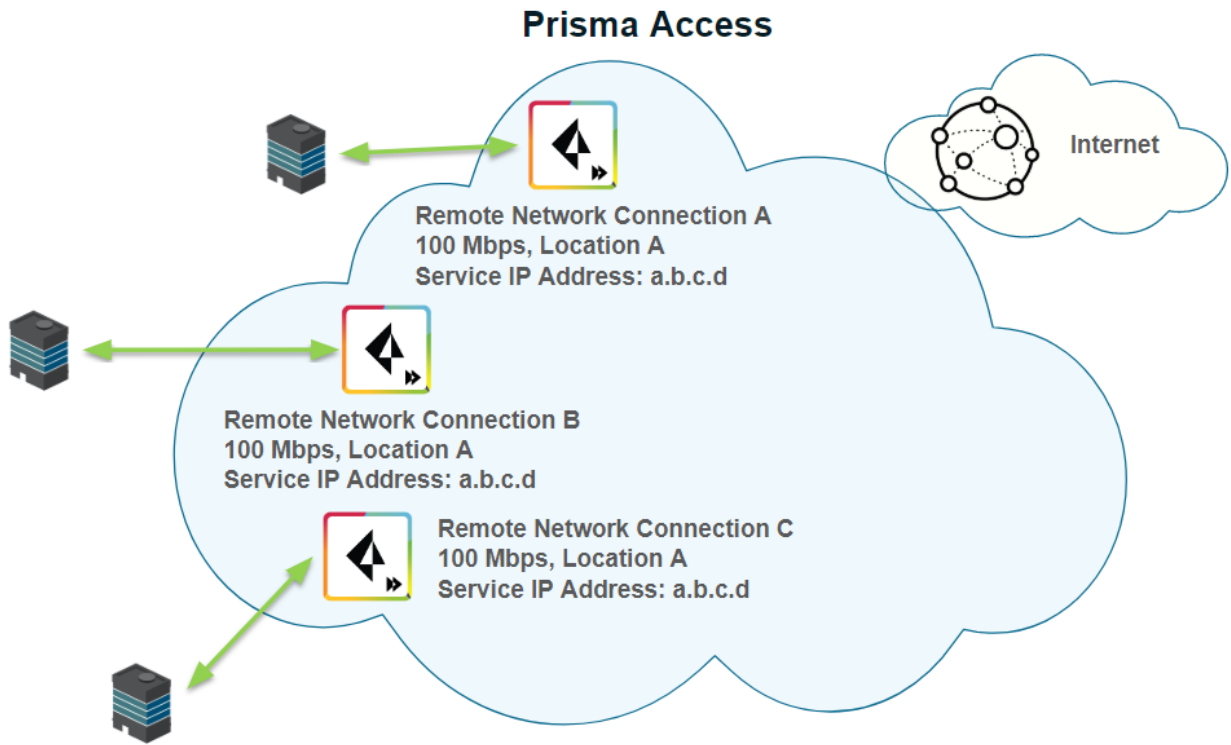 Prisma Access
Internet
Remote Network Connection A
100 Mbps, Location A
Service IP Address: a.b.c.d
Remote Network Connection B
100 Mbps, Location A
Service IP Address: a.b.c.d
Remote Network Connection C
100 Mbps, Location A
Service IP Address: a.b.c.d